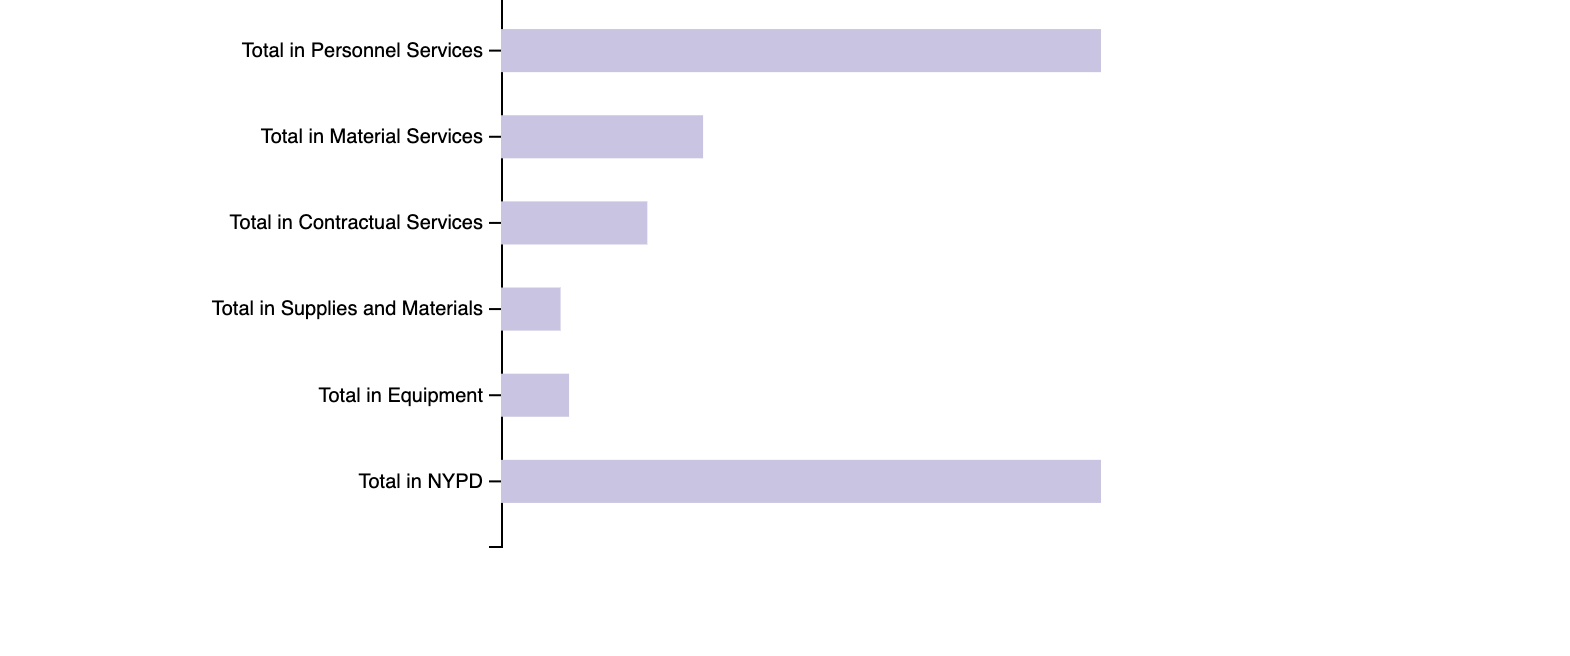 Total in Personnel Services
Total in Material Services
Total in Contractual Services
Total in Supplies and Materials
Total in Equipment
Total in NYPD